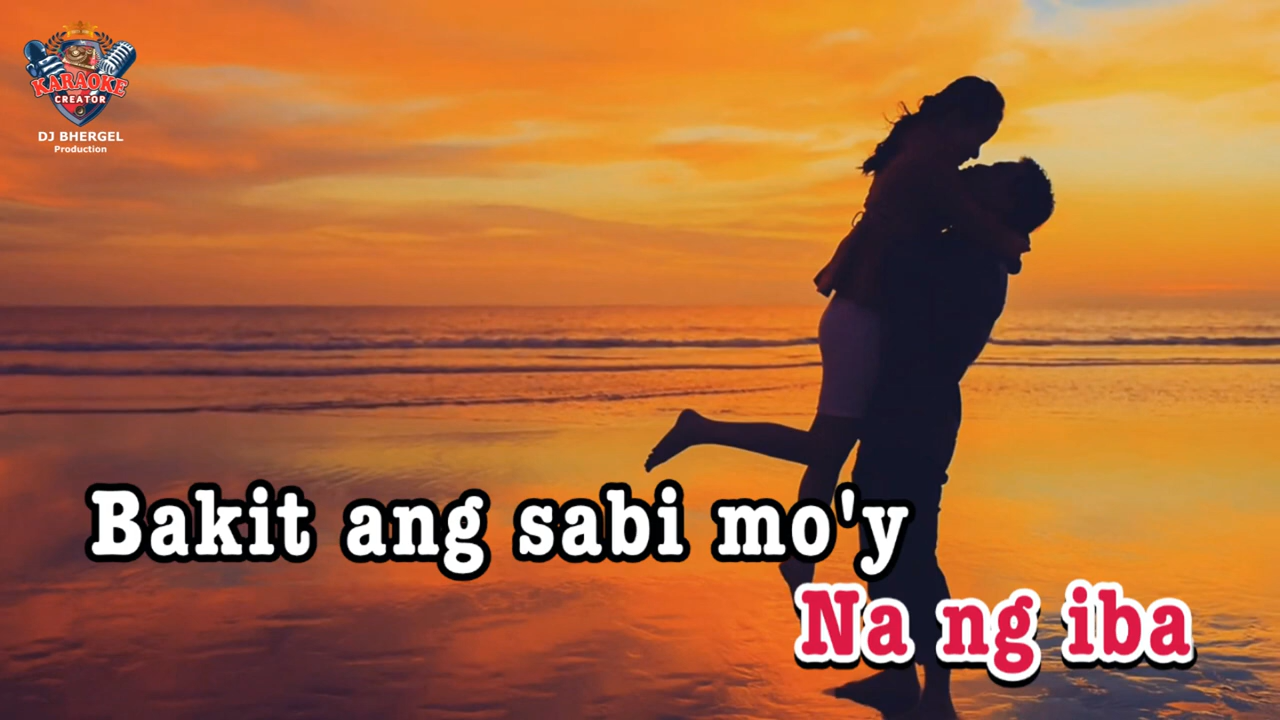 KARAOKE
CREATOR
DJ BHERGEL
Production
Bakit ang sabi mo'y
Na ng iba